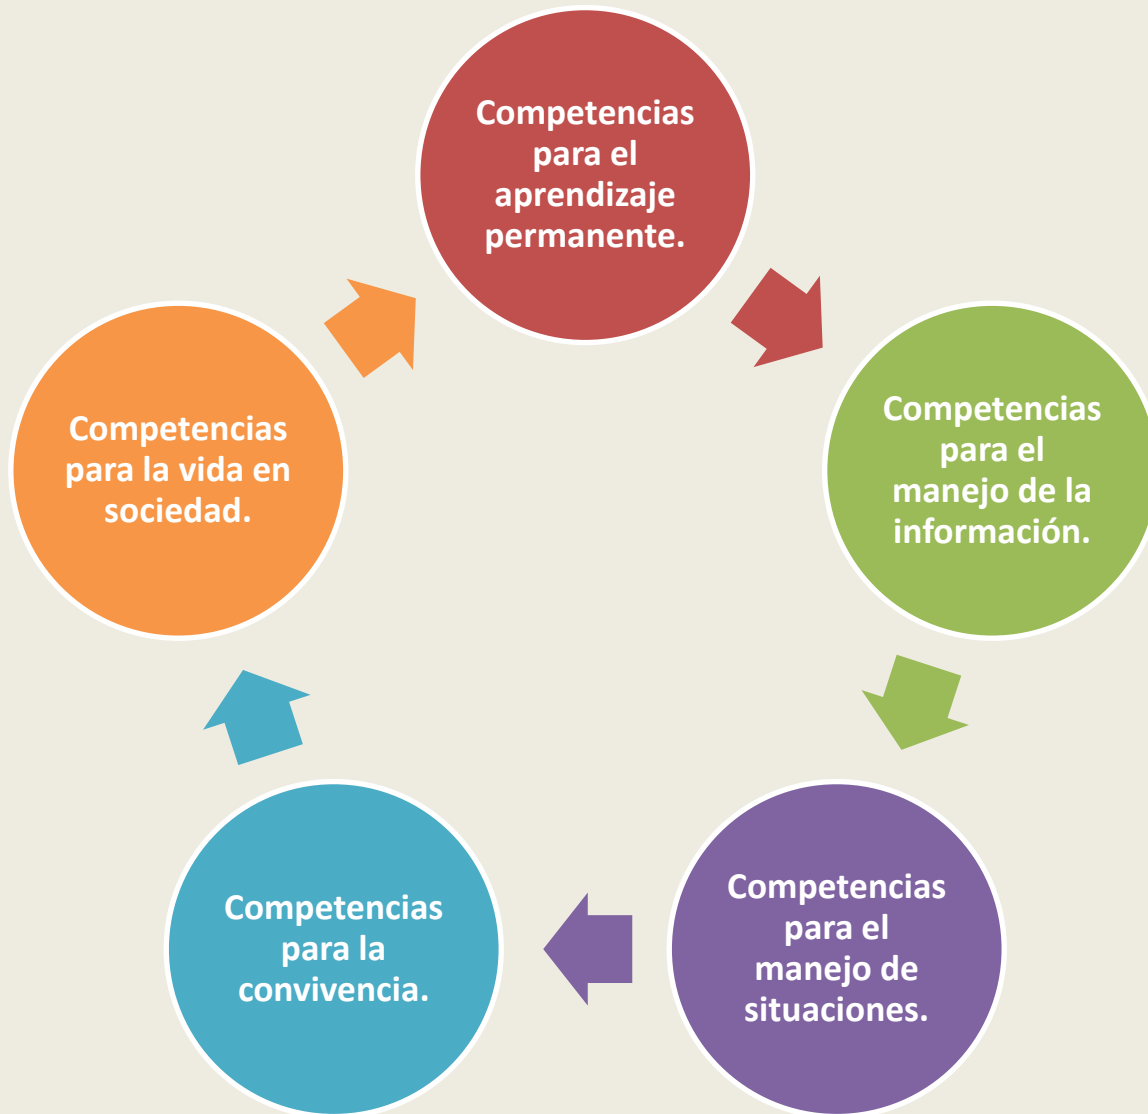 Competencias
para el
aprendizaje
permanente.
Competencias
para el
manejo de la
información.
Competencias
para el
manejo de
situaciones.
Competencias
para la
convivencia.
Competencias
para la vida en
sociedad.